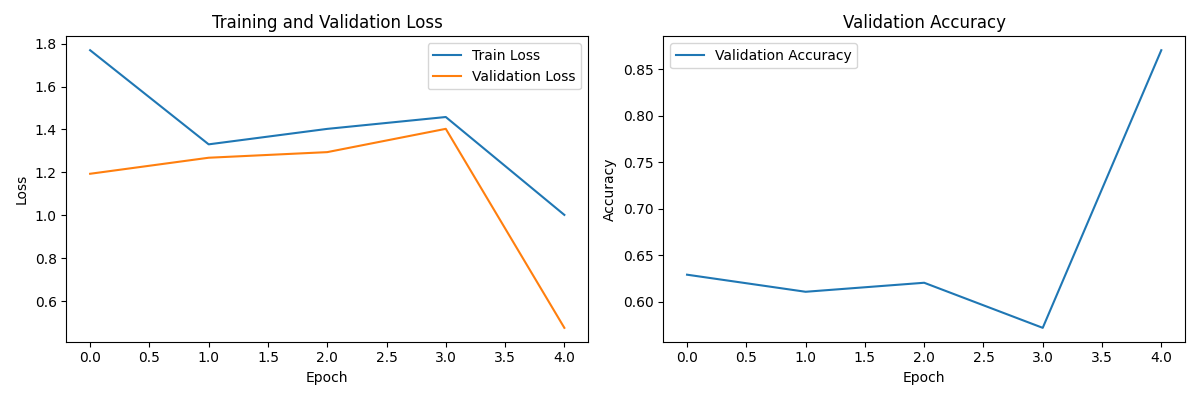 Training and Validation Loss
Train Loss
Validation Loss
1.8
1.6
1.4
1.2
1.0
0.8
0.6
Loss
0.0 0.5 1.0 1.5 2.0 2.5 3.0 3.5 4.0
Epoch
Validation Accuracy
Validation Accuracy
0.85
0.80
0.75
0.70
0.65
0.60
Accuracy
0.0 0.5 1.0 1.5 2.0 2.5 3.0 3.5 4.0
Epoch